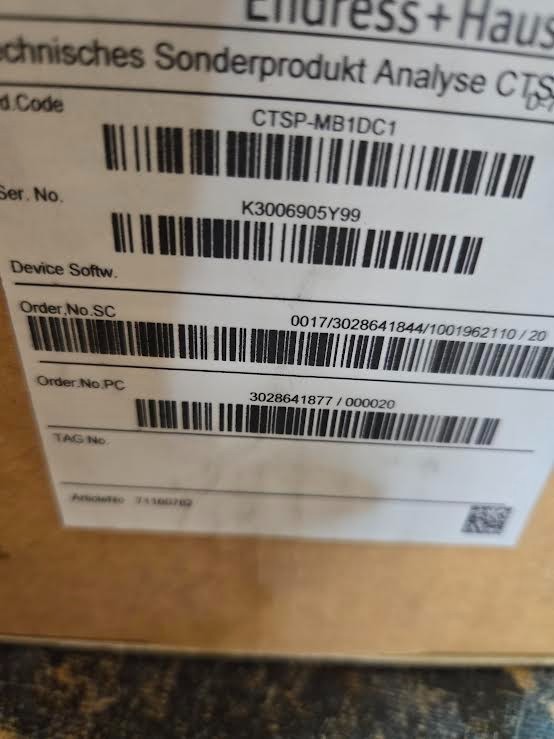 Endress+Haus
echnisches Sonderprodukt Analyse CTS
d.Code
CTSP-MB1DC1
Ser. No.
K3006905Y99
Device Softw.
Order.No.SC
0017/3028641844/1001962110 / 20
Order.No.PC
3028641877 / 000020
TAG No.
ArticleNo